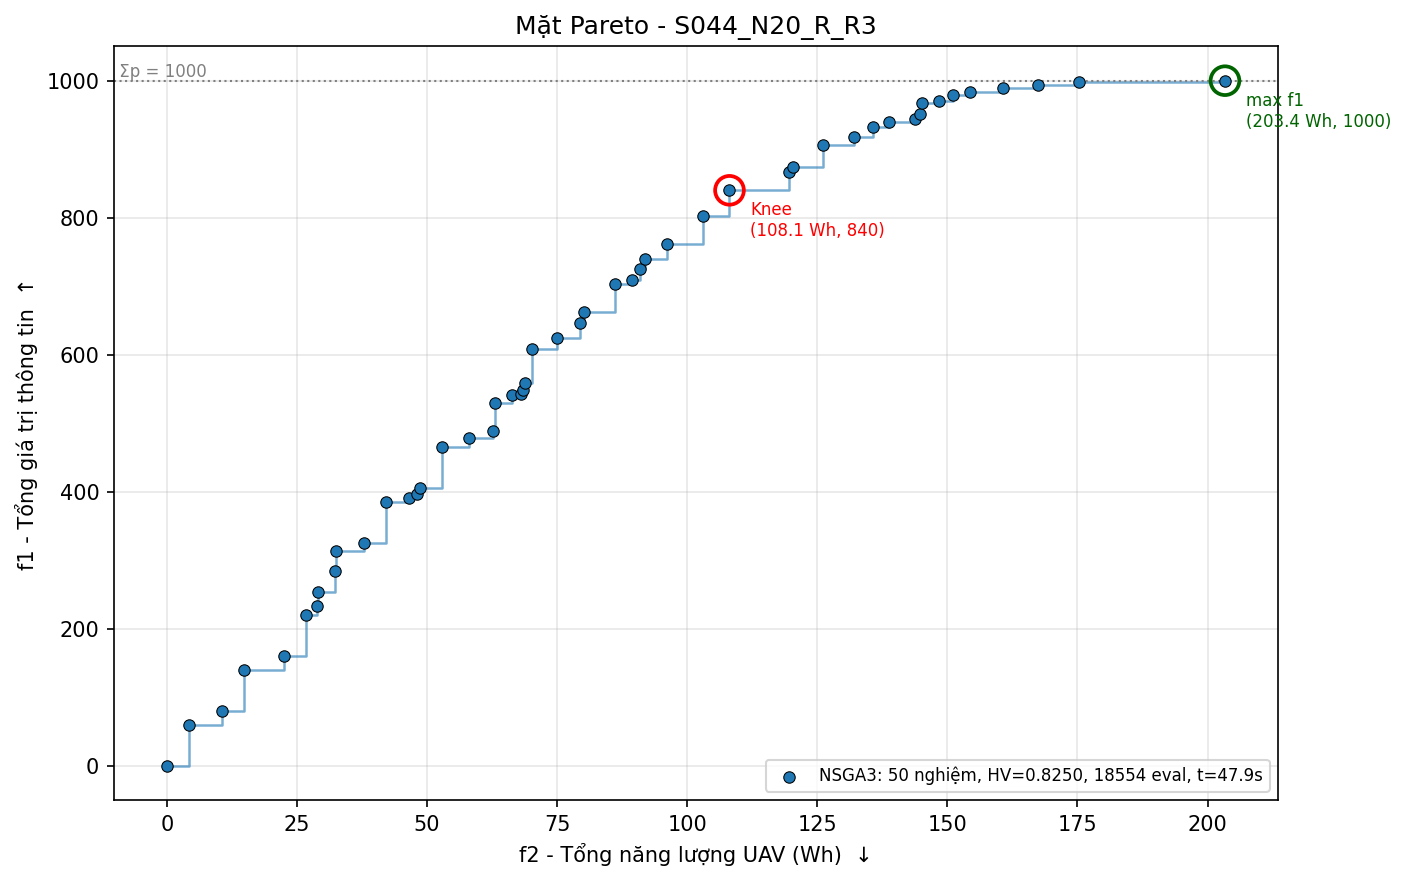 Mặt Pareto - S044_N20_R_R3
Σp = 1000
max f1
(203.4 Wh, 1000)
Knee
(108.1 Wh, 840)
1000
800
600
400
200
0
f1 - Tổng giá trị thông tin ↑
NSGA3: 50 nghiệm, HV=0.8250, 18554 eval, t=47.9s
0 25 50 75 100 125 150 175 200
f2 - Tổng năng lượng UAV (Wh) ↓